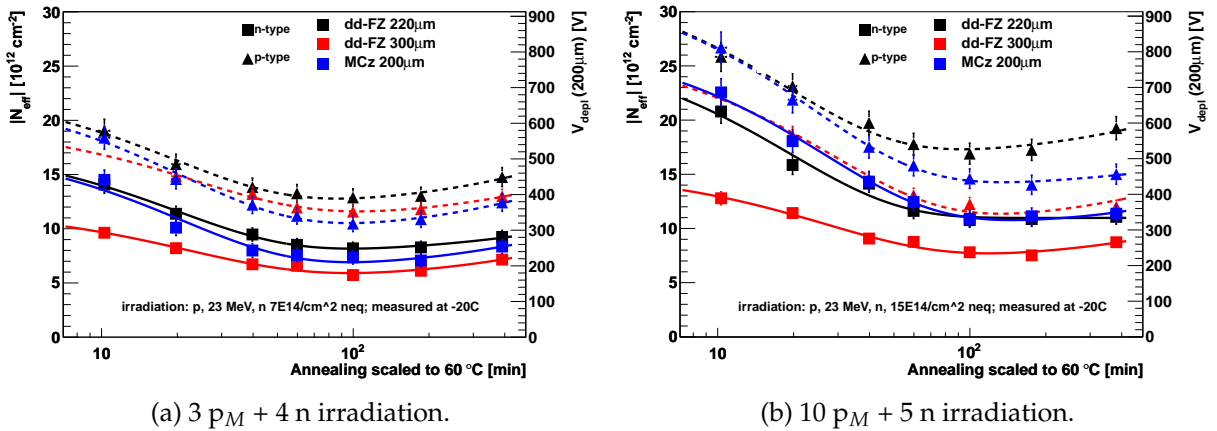 n-type
p-type
dd-FZ 220μm
dd-FZ 300μm
MCz 200μm
|N_eff| [10^12 cm^-2]
30
25
20
15
10
5
0
900
800
700
600
500
400
300
200
100
0
V_depl (200μm) [V]
irradiation: p, 23 MeV, n 7E14/cm^2 neq; measured at -20C
10
10^2
Annealing scaled to 60 °C [min]
(a) 3 p_M + 4 n irradiation.
n-type
p-type
dd-FZ 220μm
dd-FZ 300μm
MCz 200μm
|N_eff| [10^12 cm^-2]
30
25
20
15
10
5
0
900
800
700
600
500
400
300
200
100
0
V_depl (200μm) [V]
irradiation: p, 23 MeV, n, 15E14/cm^2 neq; measured at -20C
10
10^2
Annealing scaled to 60 °C [min]
(b) 10 p_M + 5 n irradiation.